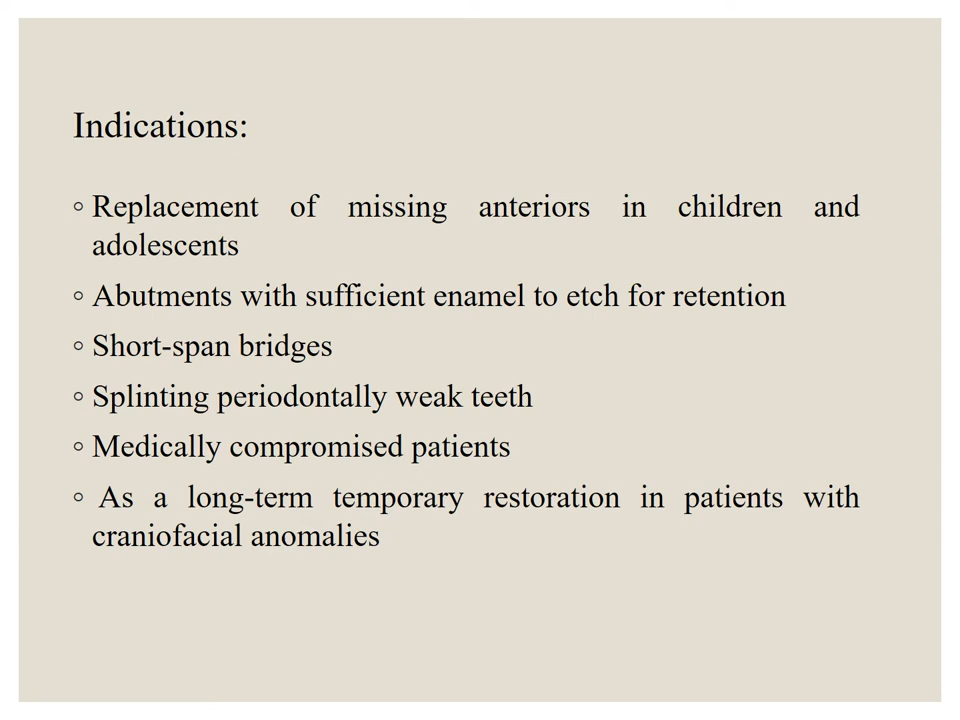 Indications:
◦ Replacement of missing anteriors in children and
adolescents
◦ Abutments with sufficient enamel to etch for retention
◦ Short-span bridges
◦ Splinting periodontally weak teeth
◦ Medically compromised patients
◦ As a long-term temporary restoration in patients with
craniofacial anomalies